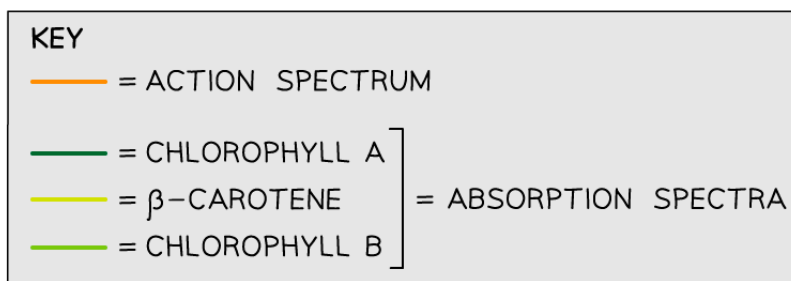 KEY
= ACTION SPECTRUM
= CHLOROPHYLL A
= β-CAROTENE
= CHLOROPHYLL B
= ABSORPTION SPECTRA